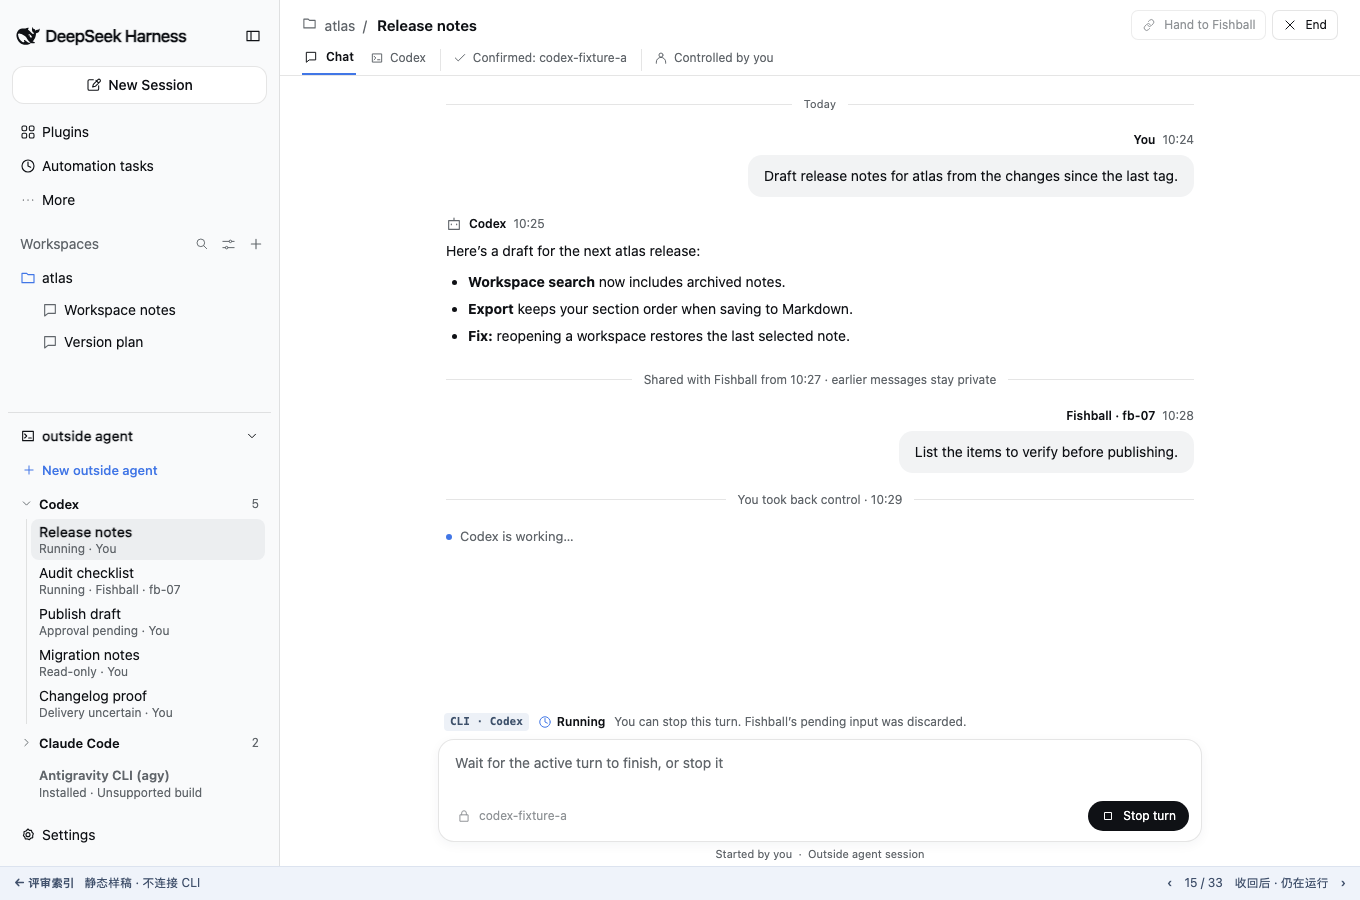 DeepSeek Harness
New Session
Plugins
Automation tasks
More
Workspaces
atlas
Workspace notes
Version plan
outside agent
New outside agent
Codex 5
Release notes
Running · You
Audit checklist
Running · Fishball · fb-07
Publish draft
Approval pending · You
Migration notes
Read-only · You
Changelog proof
Delivery uncertain · You
Claude Code 2
Antigravity CLI (agy)
Installed · Unsupported build
Settings
atlas / Release notes
Hand to Fishball
End
Chat
Codex
Confirmed: codex-fixture-a
Controlled by you
Today
You 10:24
Draft release notes for atlas from the changes since the last tag.
Codex 10:25
Here’s a draft for the next atlas release:
• Workspace search now includes archived notes.
• Export keeps your section order when saving to Markdown.
• Fix: reopening a workspace restores the last selected note.
Shared with Fishball from 10:27 · earlier messages stay private
Fishball · fb-07 10:28
List the items to verify before publishing.
You took back control · 10:29
Codex is working…
CLI · Codex Running You can stop this turn. Fishball’s pending input was discarded.
Wait for the active turn to finish, or stop it
codex-fixture-a
Stop turn
Started by you · Outside agent session
← 评审索引 静态样稿 · 不连接 CLI
‹ 15 / 33 收回后 · 仍在运行 ›